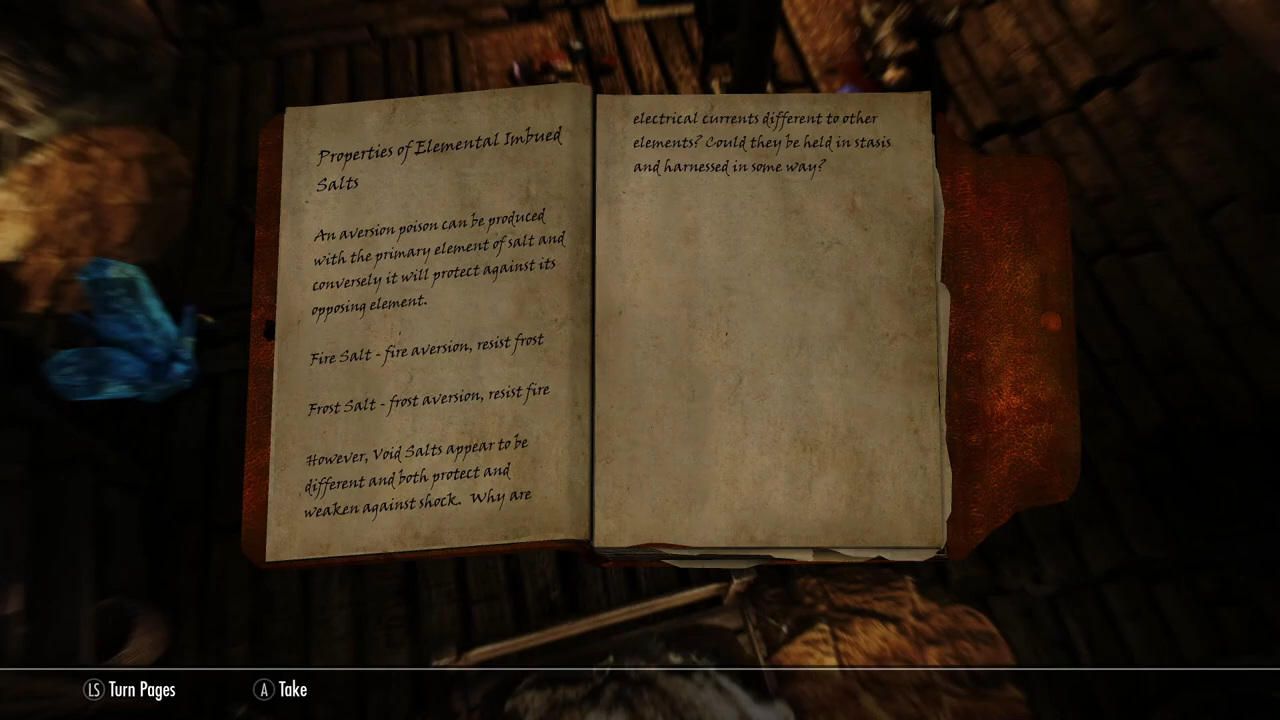 Properties of Elemental Imbued
Salts
An aversion poison can be produced
with the primary element of salt and
conversely it will protect against its
opposing element.
Fire Salt - fire aversion, resist frost
Frost Salt - frost aversion, resist fire
However, Void Salts appear to be
different and both protect and
weaken against shock.  Why are
electrical currents different to other
elements? Could they be held in stasis
and harnessed in some way?
LS Turn Pages
A Take